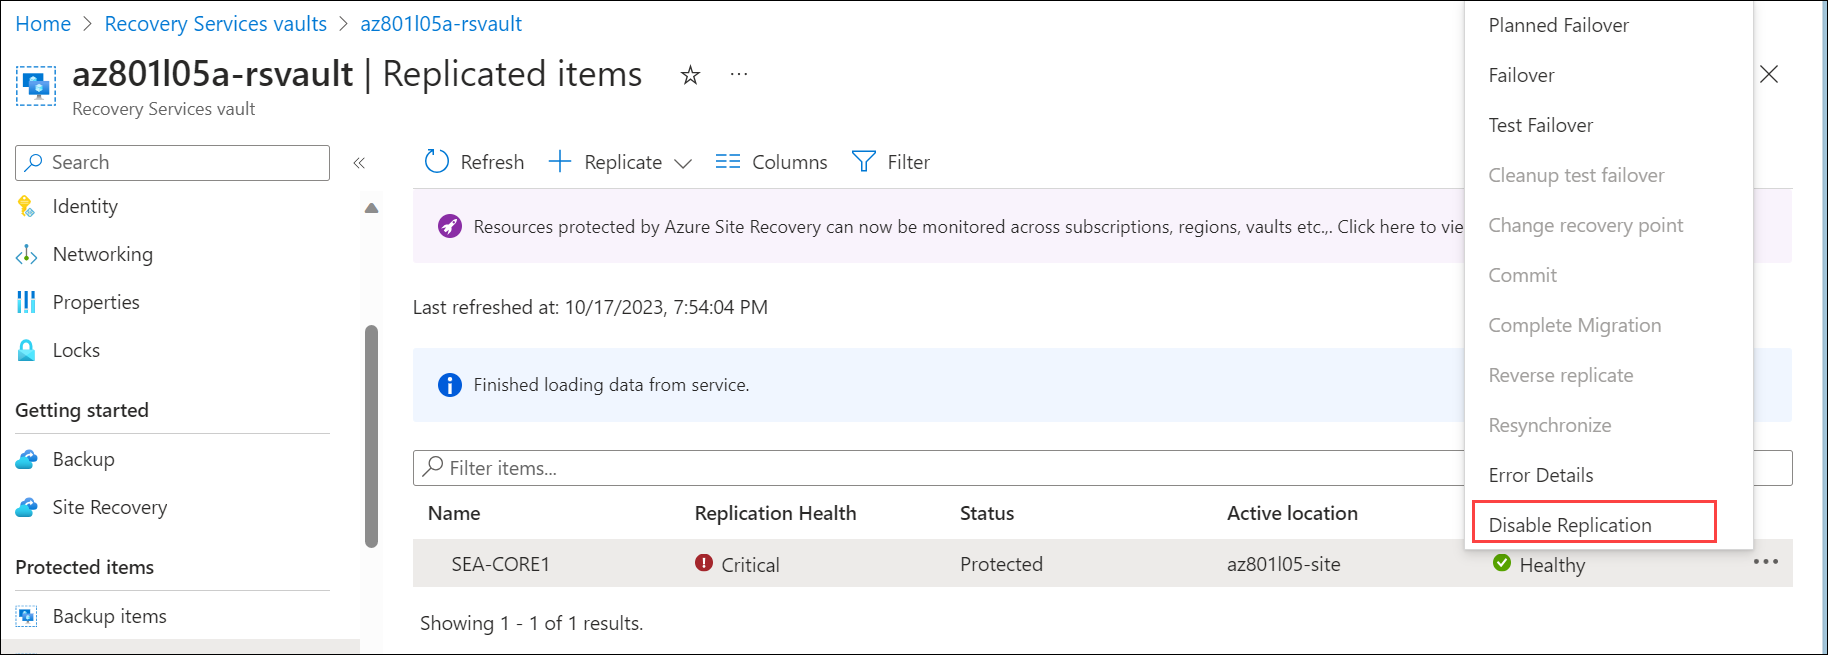 Home > Recovery Services vaults > az801l05a-rsvault
az801l05a-rsvault | Replicated items
Recovery Services vault
Search
Identity
Networking
Properties
Locks
Getting started
Backup
Site Recovery
Protected items
Backup items
Refresh Replicate Columns Filter
Resources protected by Azure Site Recovery can now be monitored across subscriptions, regions, vaults etc.,. Click here to vie
Last refreshed at: 10/17/2023, 7:54:04 PM
Finished loading data from service.
Filter items...
Name Replication Health Status Active location
SEA-CORE1 Critical Protected az801l05-site Healthy
Showing 1 - 1 of 1 results.
Planned Failover
Failover
Test Failover
Cleanup test failover
Change recovery point
Commit
Complete Migration
Reverse replicate
Resynchronize
Error Details
Disable Replication